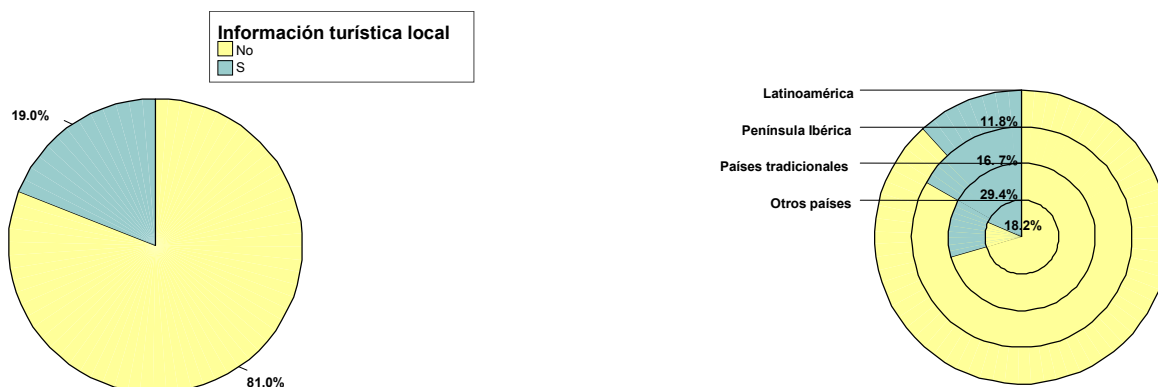 Información turística local
No
S
19.0%
81.0%
Latinoamérica
11.8%
Península Ibérica
16.7%
Países tradicionales
29.4%
Otros países
18.2%